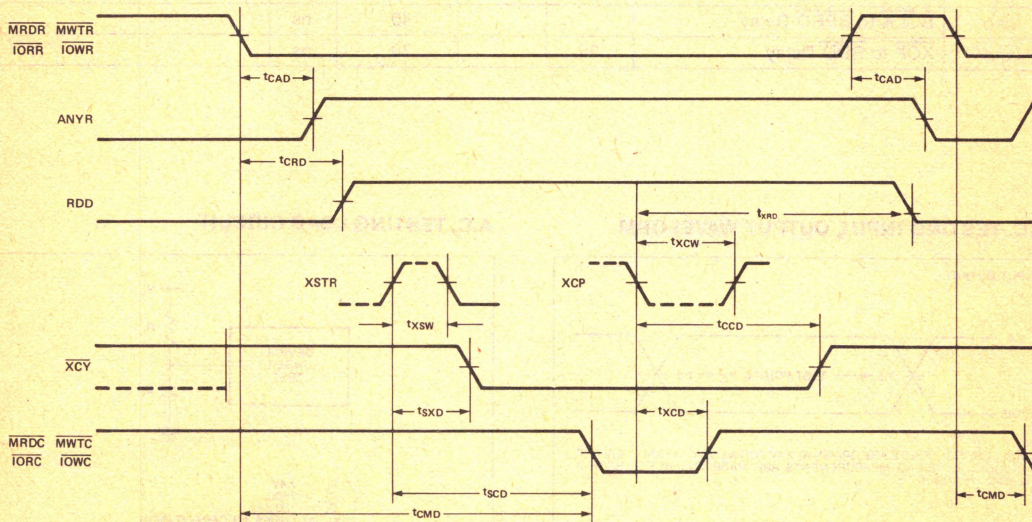 MRDR MWTR
IORR IOWR
tCAD
tCAD
ANYR
tCRD
RDD
tXRD
tXCW
XSTR
XCP
tXSW
tCCD
XCY
tSXD
tXCD
MRDC MWTC
IORC IOWC
tSCD
tCMD
tCMD